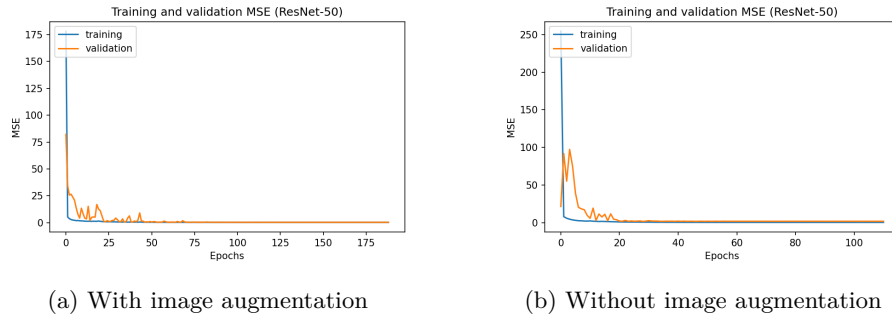 Training and validation MSE (ResNet-50)
training
validation
MSE
175
150
125
100
75
50
25
0
0 25 50 75 100 125 150 175
Epochs
(a) With image augmentation
Training and validation MSE (ResNet-50)
training
validation
MSE
250
200
150
100
50
0
0 20 40 60 80 100
Epochs
(b) Without image augmentation